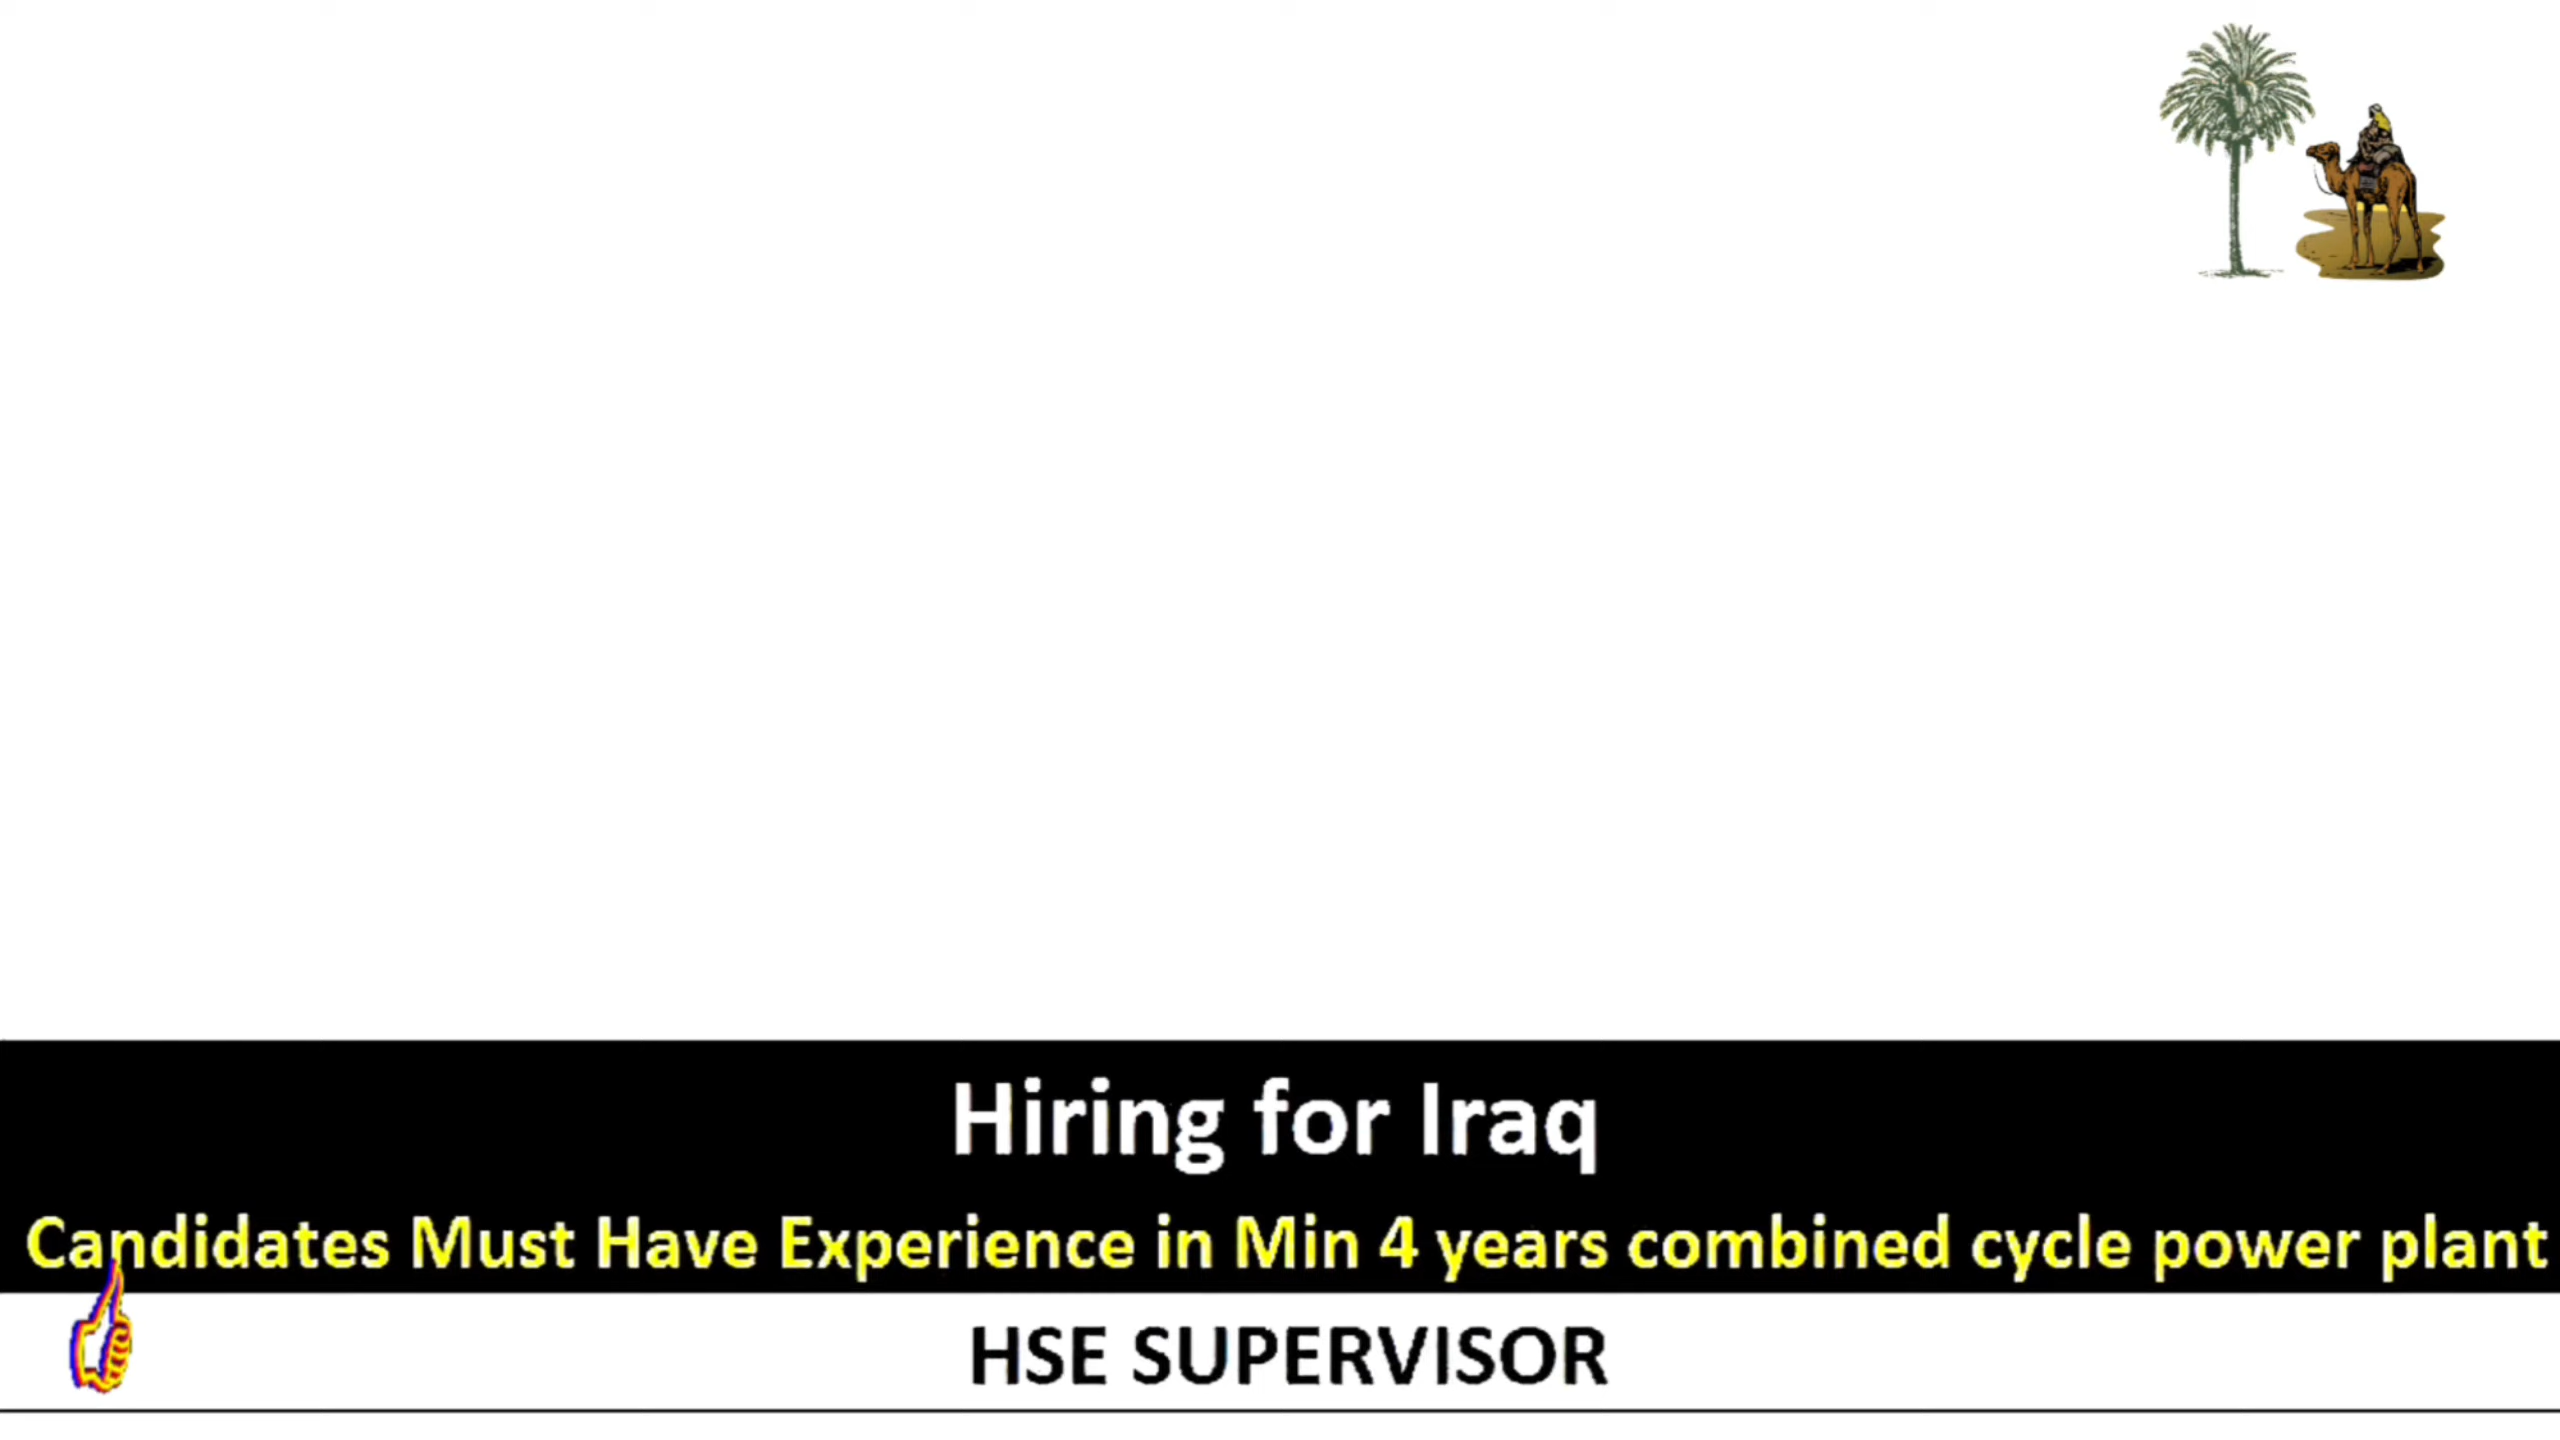 Hiring for Iraq
Candidates Must Have Experience in Min 4 years combined cycle power plant
HSE SUPERVISOR